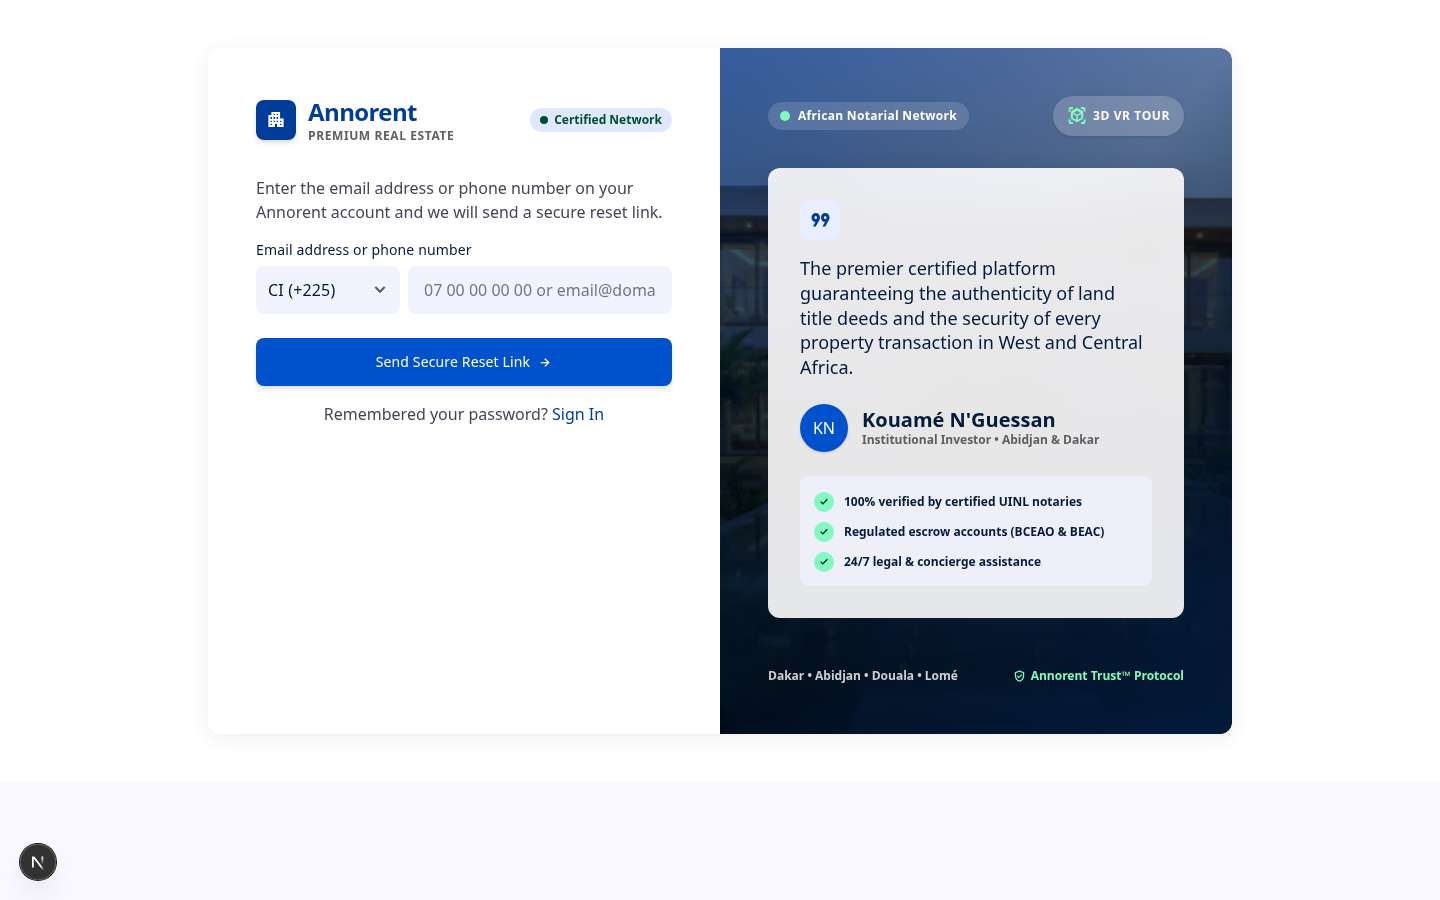 Annorent
PREMIUM REAL ESTATE
Certified Network
Enter the email address or phone number on your
Annorent account and we will send a secure reset link.
Email address or phone number
CI (+225)
07 00 00 00 00 or email@doma
Send Secure Reset Link →
Remembered your password? Sign In
African Notarial Network
3D VR TOUR
The premier certified platform
guaranteeing the authenticity of land
title deeds and the security of every
property transaction in West and Central
Africa.
KN
Kouamé N'Guessan
Institutional Investor • Abidjan & Dakar
100% verified by certified UINL notaries
Regulated escrow accounts (BCEAO & BEAC)
24/7 legal & concierge assistance
Dakar • Abidjan • Douala • Lomé
Annorent Trust™ Protocol
N